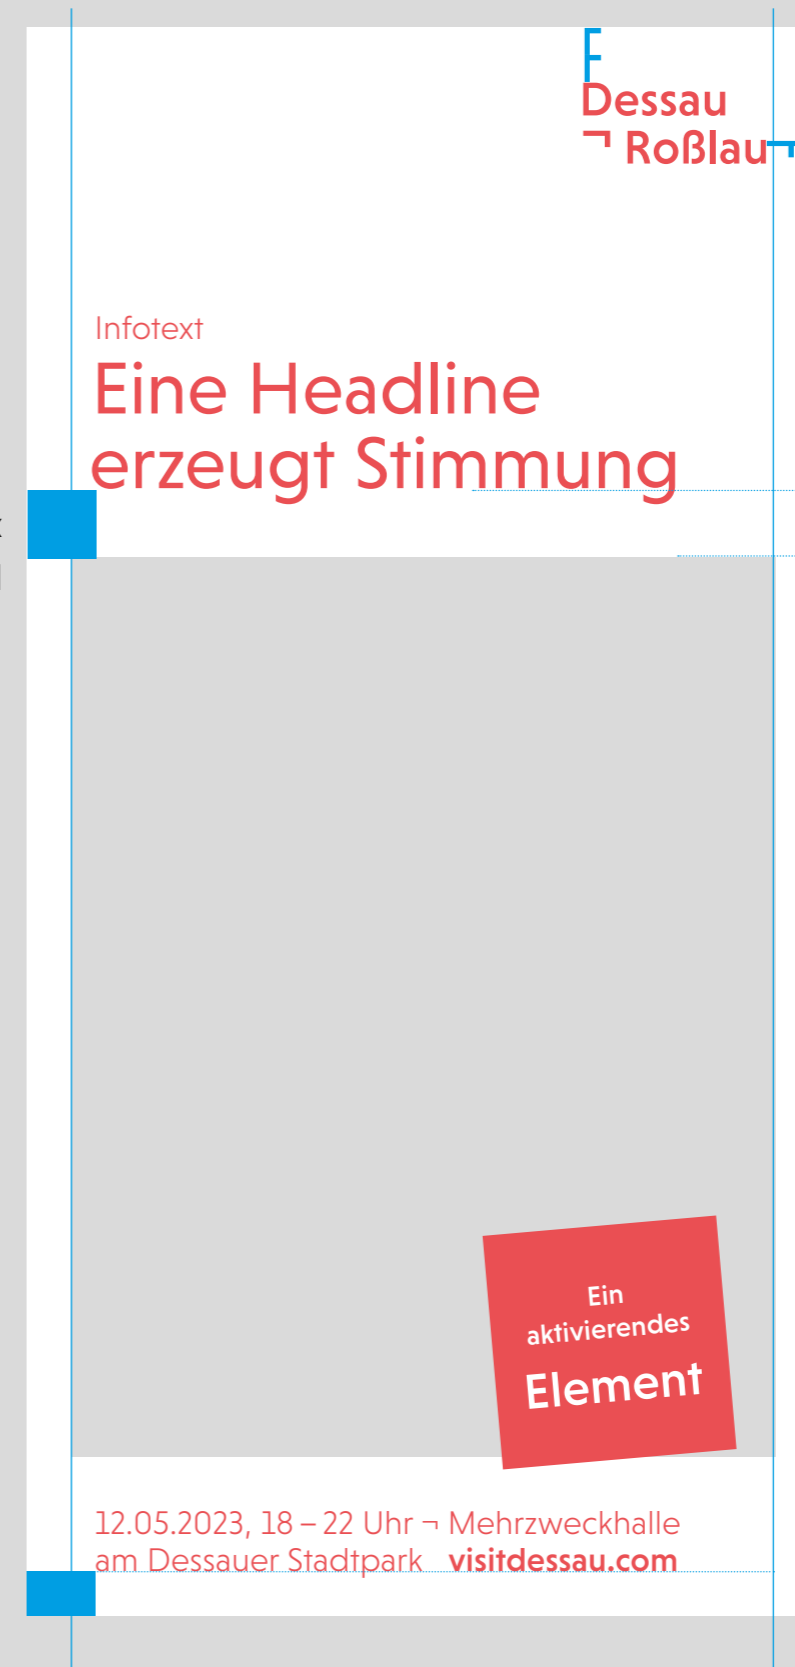 Dessau
¬ Roßlau
Infotext
Eine Headline
erzeugt Stimmung
Ein
aktivierendes
Element
12.05.2023, 18 – 22 Uhr ¬ Mehrzweckhalle
am Dessauer Stadtpark visitdessau.com